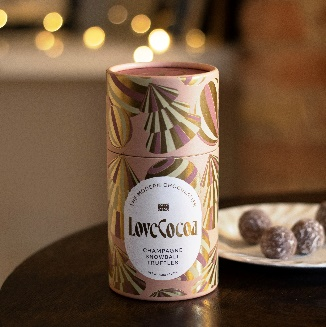 THE MODERN CHOCOLATIER
LoveCocoa
CHAMPAGNE
SNOWBALL
TRUFFLES